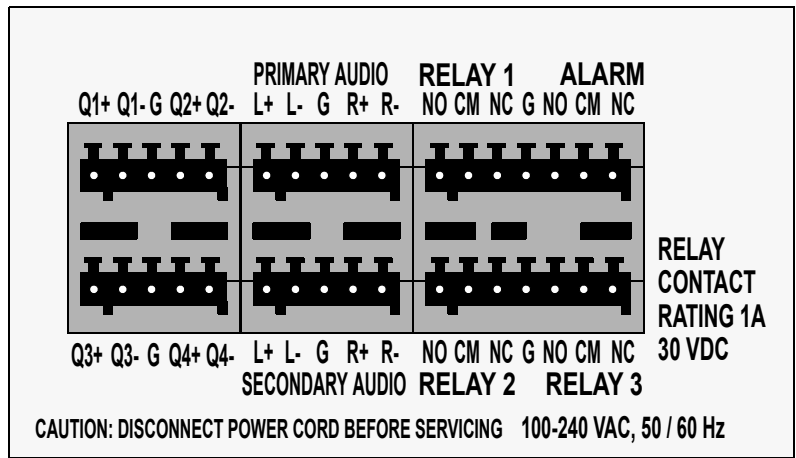 PRIMARY AUDIO RELAY 1 ALARM
Q1+ Q1- G Q2+ Q2- L+ L- G R+ R- NO CM NC G NO CM NC
RELAY
CONTACT
RATING 1A
30 VDC
Q3+ Q3- G Q4+ Q4- L+ L- G R+ R- NO CM NC G NO CM NC
SECONDARY AUDIO RELAY 2 RELAY 3
CAUTION: DISCONNECT POWER CORD BEFORE SERVICING 100-240 VAC, 50 / 60 Hz